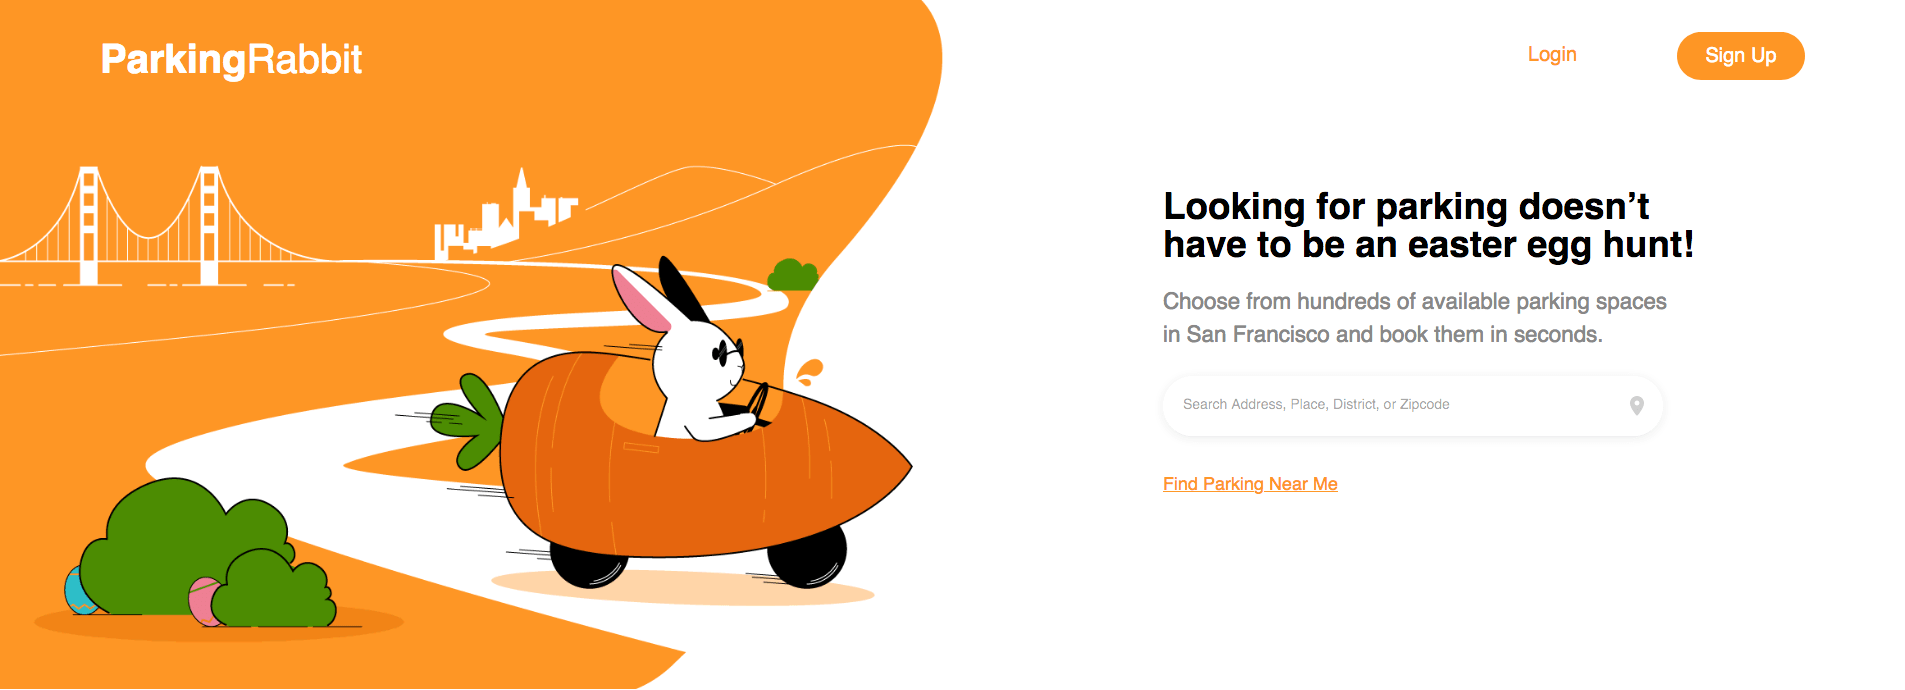 ParkingRabbit
Login
Sign Up
Looking for parking doesn’t
have to be an easter egg hunt!
Choose from hundreds of available parking spaces
in San Francisco and book them in seconds.
Search Address, Place, District, or Zipcode
Find Parking Near Me